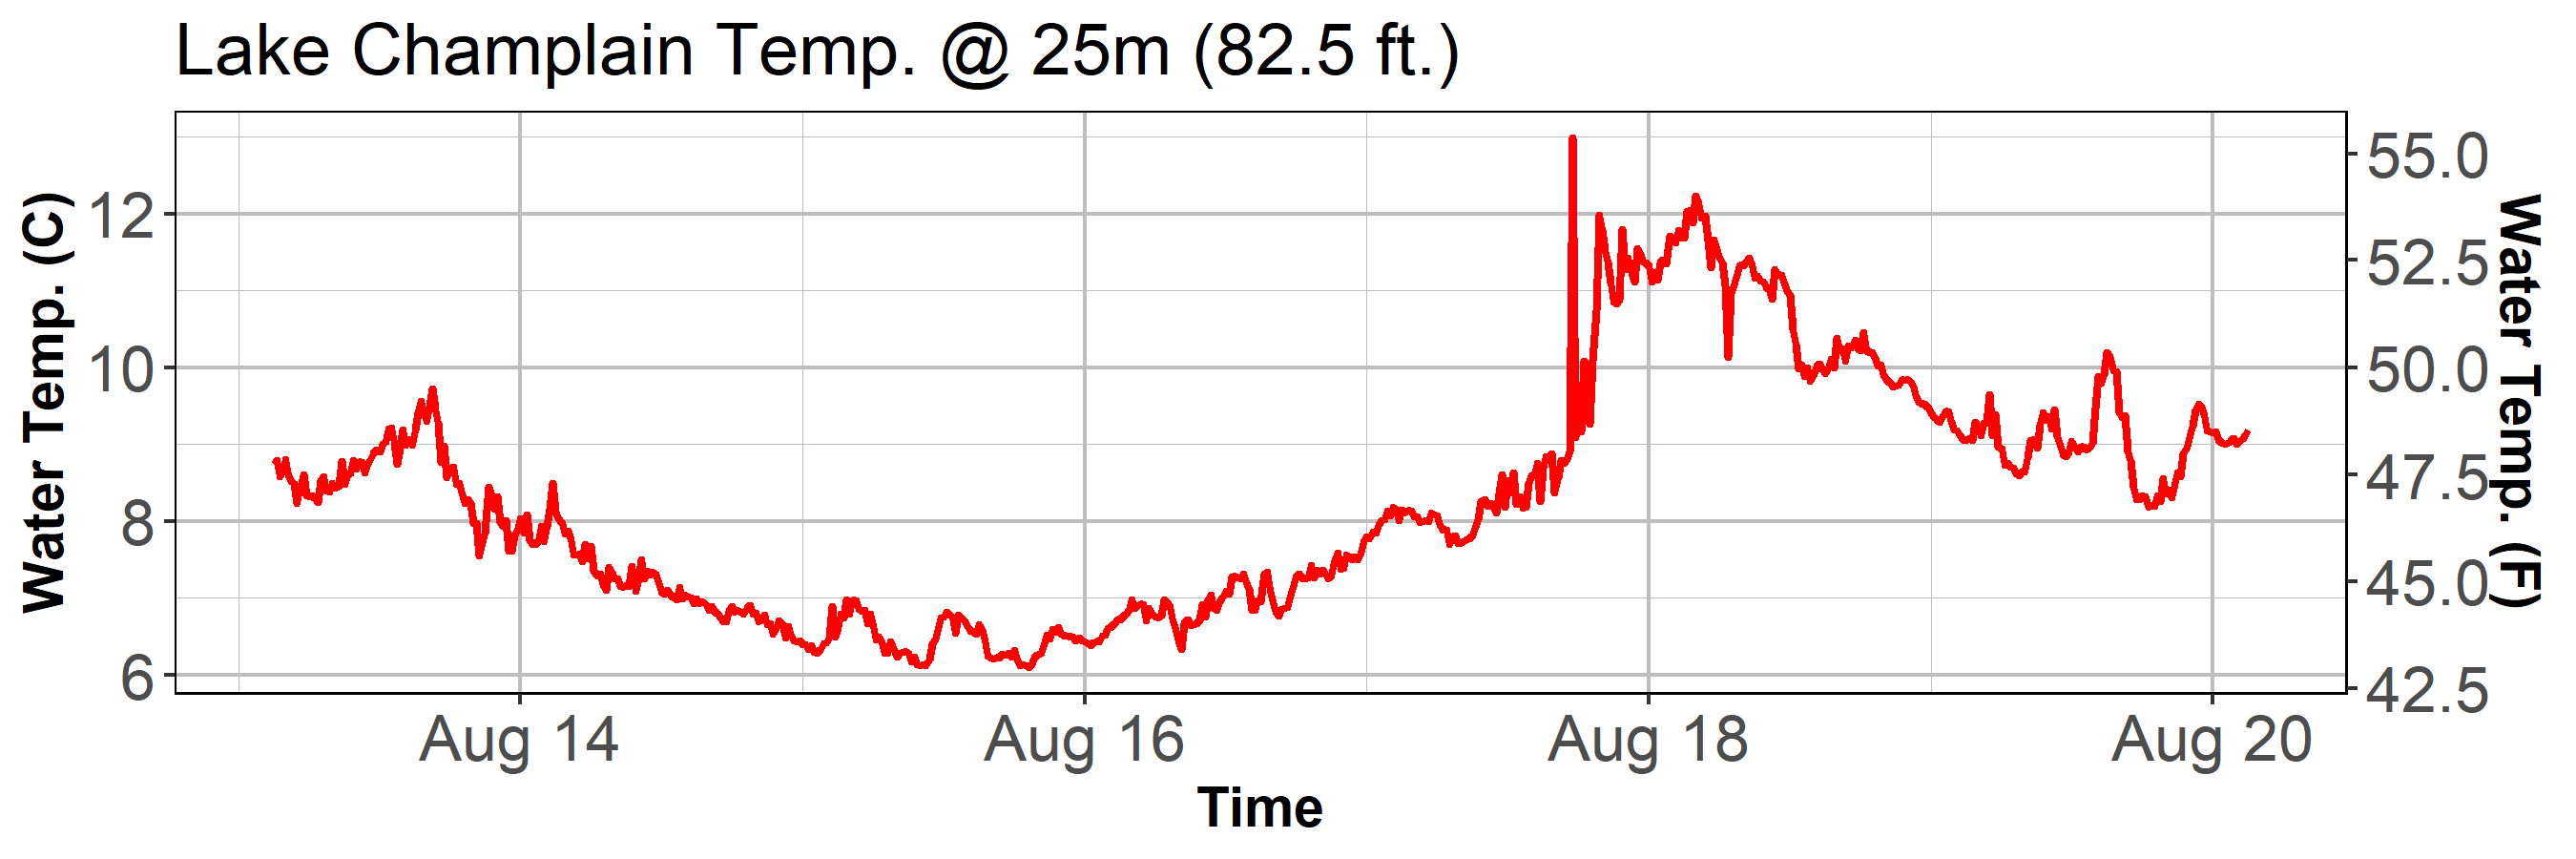 Lake Champlain Temp. @ 25m (82.5 ft.)
Water Temp. (C)
12
10
8
6
55.0
52.5
50.0
47.5
45.0
42.5
Water Temp. (F)
Aug 14 Aug 16 Aug 18 Aug 20
Time